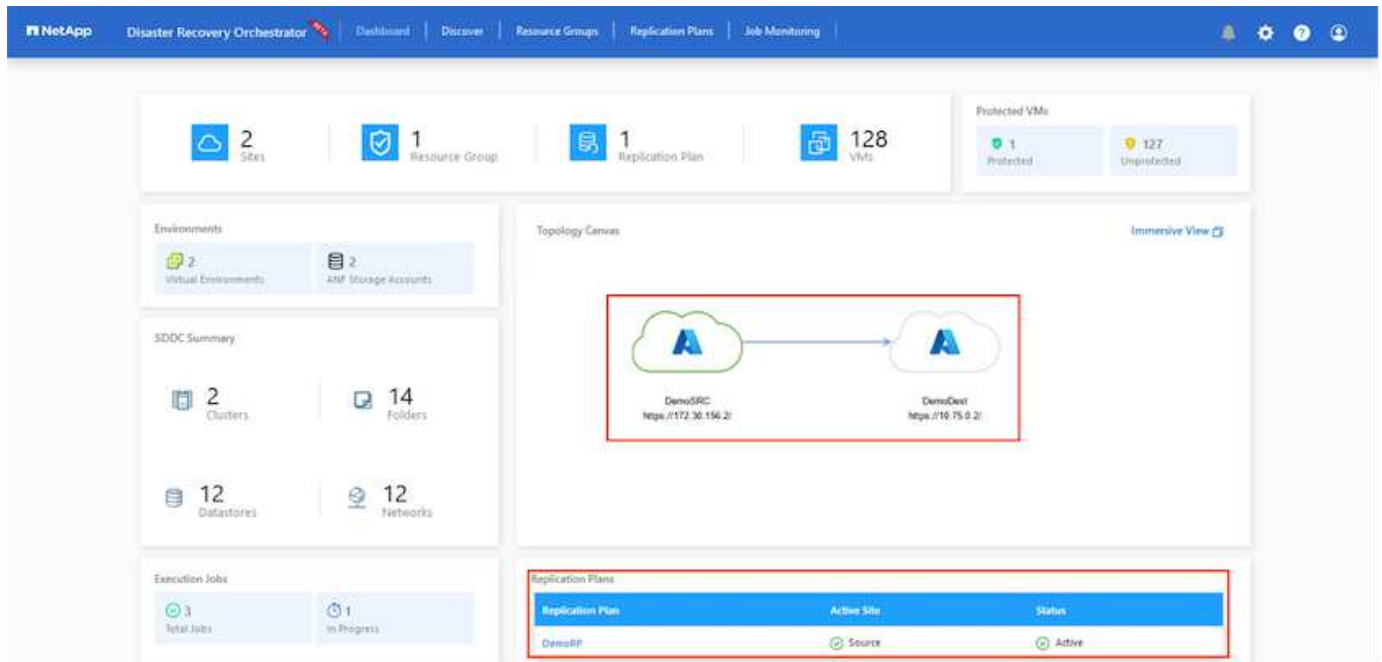 NetApp
Disaster Recovery Orchestrator
Dashboard
Discover
Resource Groups
Replication Plans
Job Monitoring
2
Sites
1
Resource Group
1
Replication Plan
128
VMs
Protected VMs
1
Protected
127
Unprotected
Environments
2
Virtual Environments
2
ANF Storage Accounts
Topology Canvas
Immersive View
DemoSRC
https://172.30.156.2/
DemoDest
https://10.75.0.2/
SDDC Summary
2
Clusters
14
Folders
12
Datastores
12
Networks
Execution Jobs
3
Total Jobs
1
In Progress
Replication Plans
Replication Plan
Active Site
Status
DemoRP
Source
Active